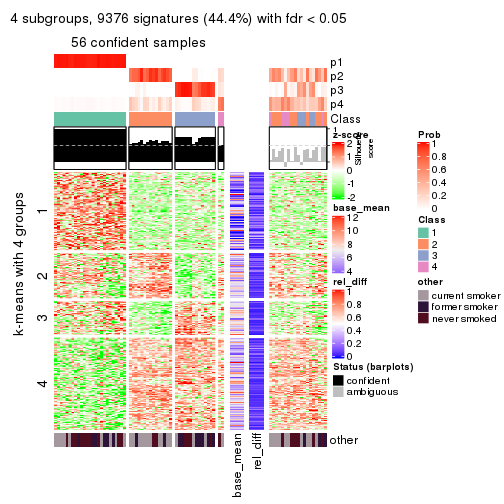 4 subgroups, 9376 signatures (44.4%) with fdr < 0.05
56 confident samples
p1
p2
p3
p4
Class
1
Silhouette
score
k-means with 4 groups
1
2
3
4
base_mean
rel_diff
other
z-score
2
1
0
-1
-2
base_mean
12
10
8
6
4
rel_diff
1
0.8
0.6
0.4
0.2
0
Status (barplots)
confident
ambiguous
Prob
1
0.8
0.6
0.4
0.2
0
Class
1
2
3
4
other
current smoker
former smoker
never smoked